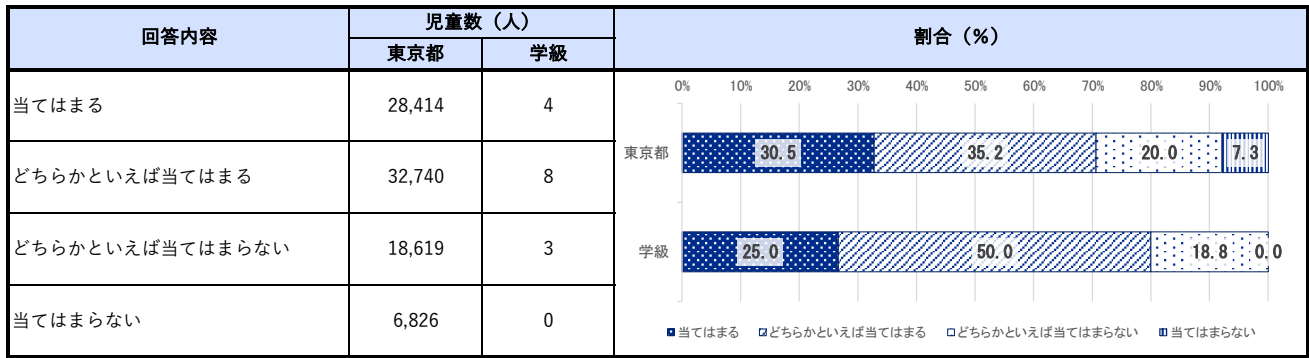 回答内容
児童数(人)
東京都
学級
割合(%)
当てはまる
28,414
4
どちらかといえば当てはまる
32,740
8
どちらかといえば当てはまらない
18,619
3
当てはまらない
6,826
0
0% 10% 20% 30% 40% 50% 60% 70% 80% 90% 100%
東京都
30.5 35.2 20.0 7.3
学級
25.0 50.0 18.8 0.0
当てはまる どちらかといえば当てはまる どちらかといえば当てはまらない 当てはまらない